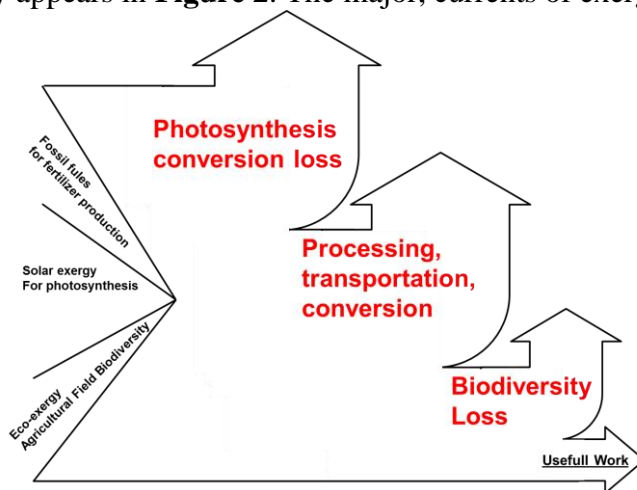 appears in Figure 2. The major, currents of exerg
Photosynthesis
conversion loss
Fossil fules
for fertilizer production
Processing,
transportation,
conversion
Solar exergy
For photosynthesis
Eco-exergy
Agricultural Field Biodiversity
Biodiversity
Loss
Usefull Work